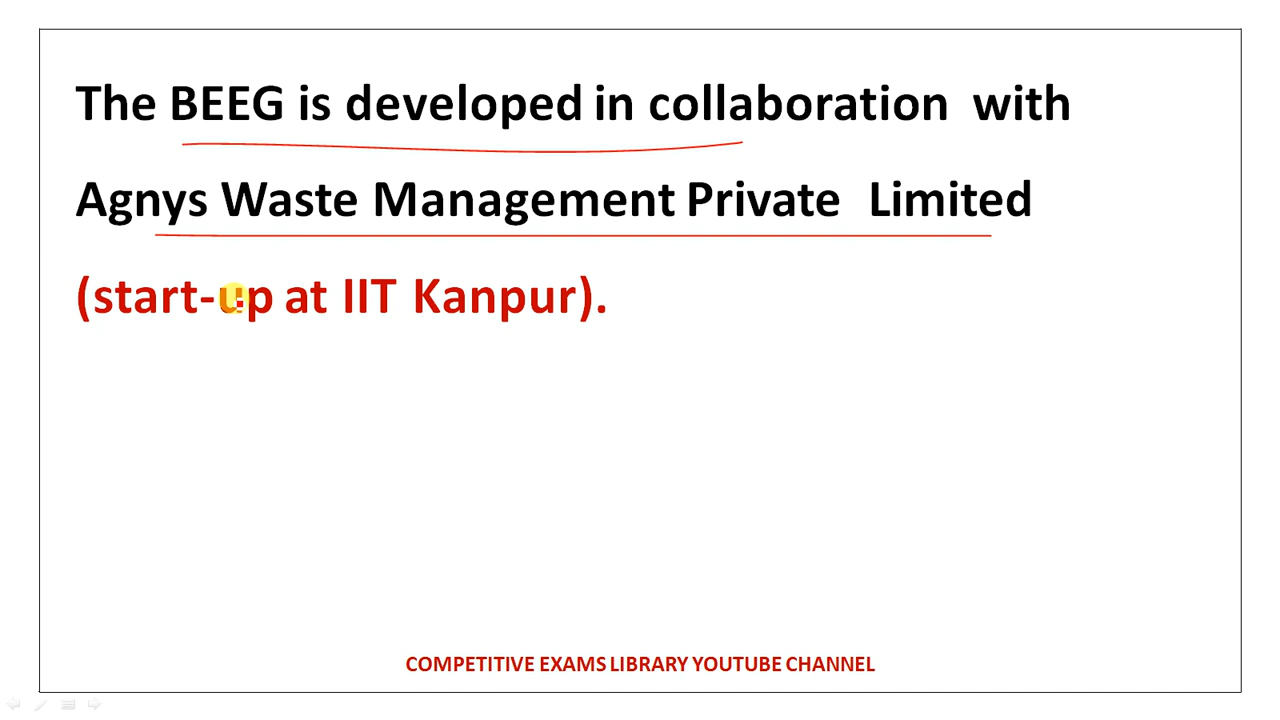 The BEEG is developed in collaboration with
Agnys Waste Management Private Limited
(start-up at IIT Kanpur).
COMPETITIVE EXAMS LIBRARY YOUTUBE CHANNEL